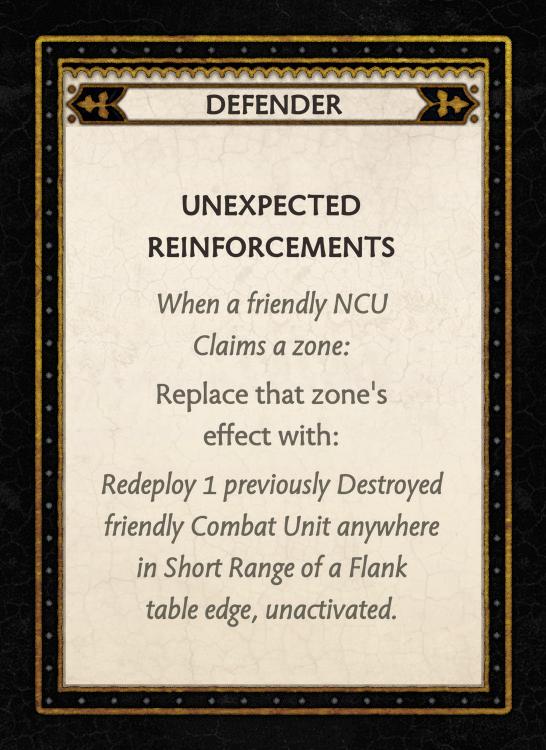 DEFENDER
UNEXPECTED
REINFORCEMENTS
When a friendly NCU
Claims a zone:
Replace that zone's
effect with:
Redeploy 1 previously Destroyed
friendly Combat Unit anywhere
in Short Range of a Flank
table edge, unactivated.